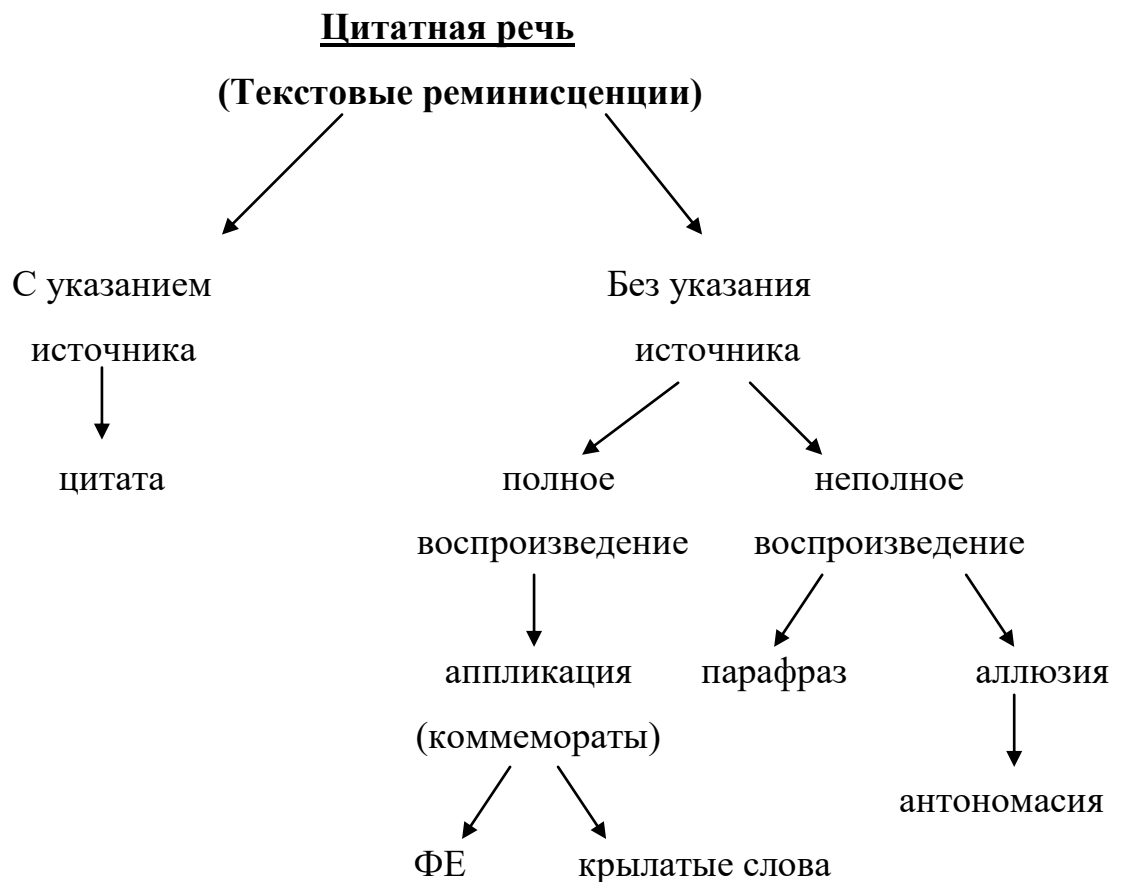 Цитатная речь
(Текстовые реминисценции)
С указанием
источника
цитата
Без указания
источника
полное
воспроизведение
неполное
воспроизведение
аппликация
(коммемораты)
парафраз
аллюзия
антономасия
ФЕ
крылатые слова